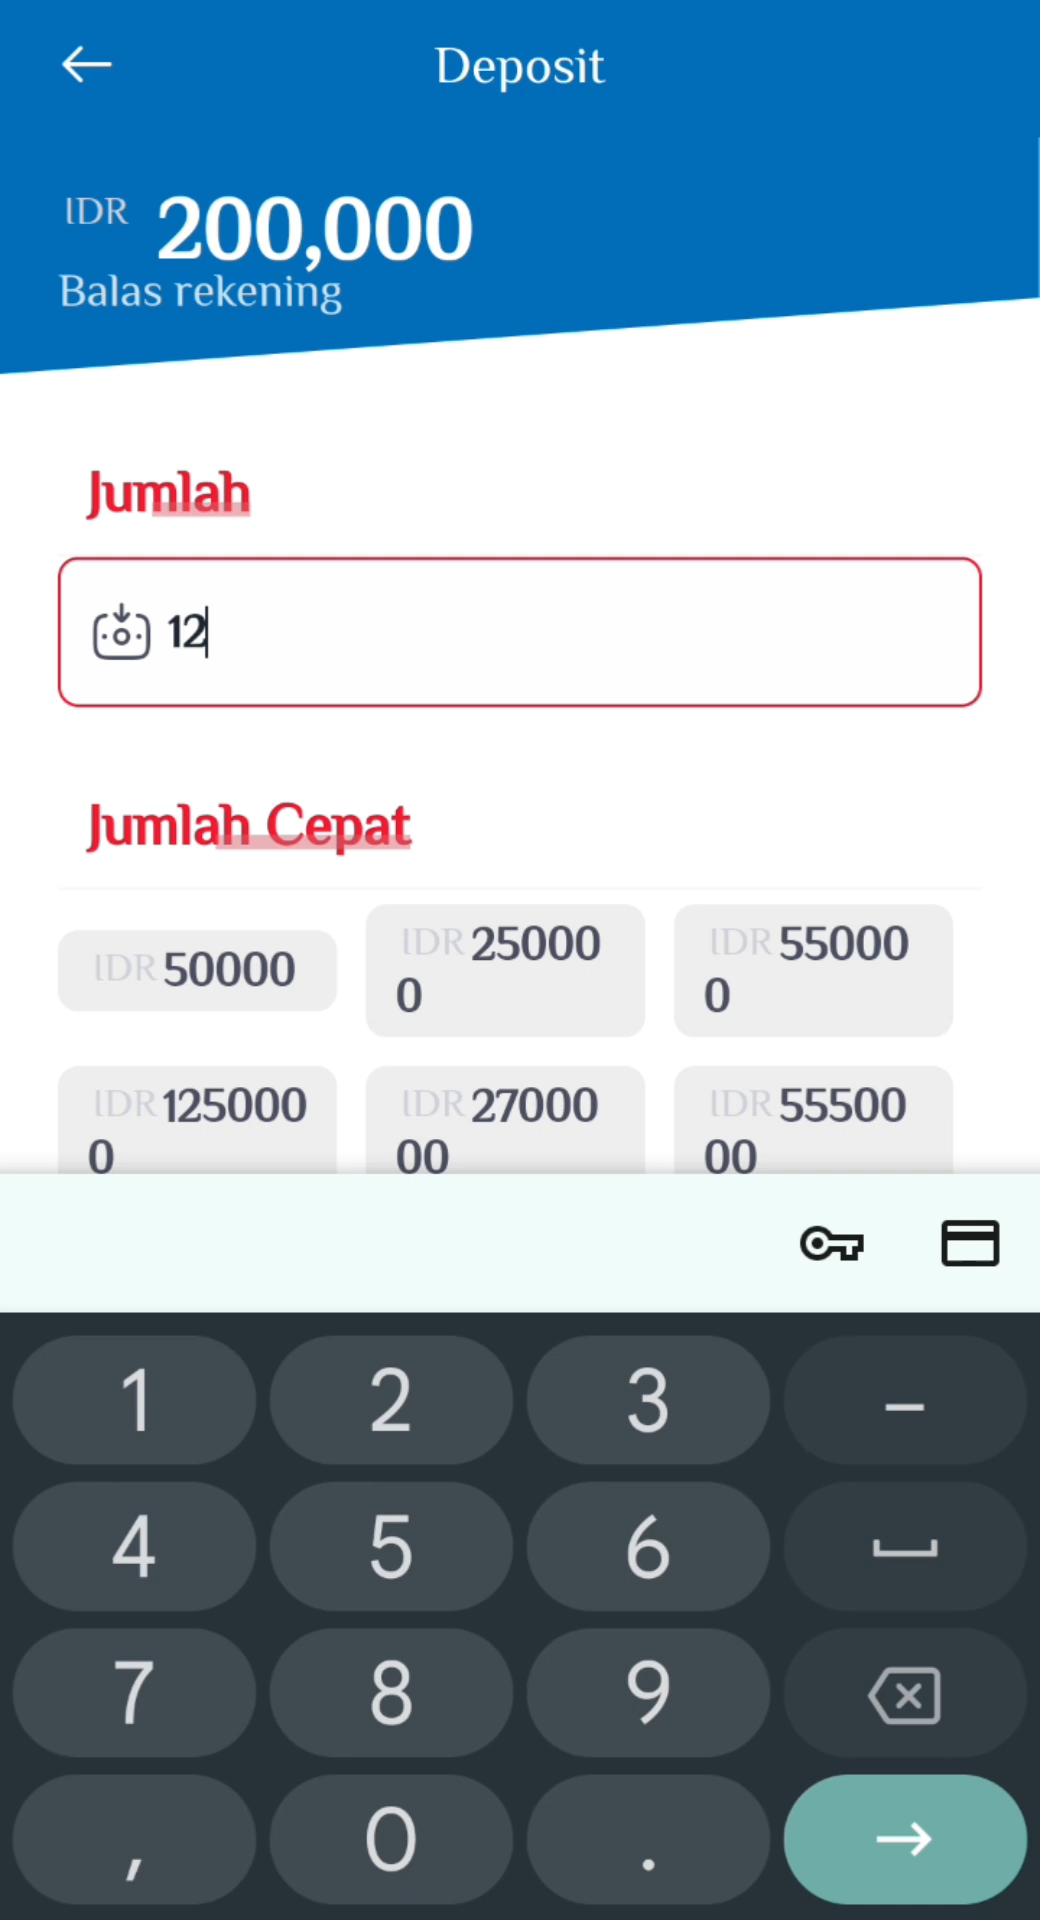 Deposit
IDR 200,000
Balas rekening
Jumlah
12
Jumlah Cepat
IDR 50000
IDR 25000
0
IDR 55000
0
IDR 125000
0
IDR 27000
00
IDR 55500
00
1 2 3 –
4 5 6
7 8 9
, 0 .